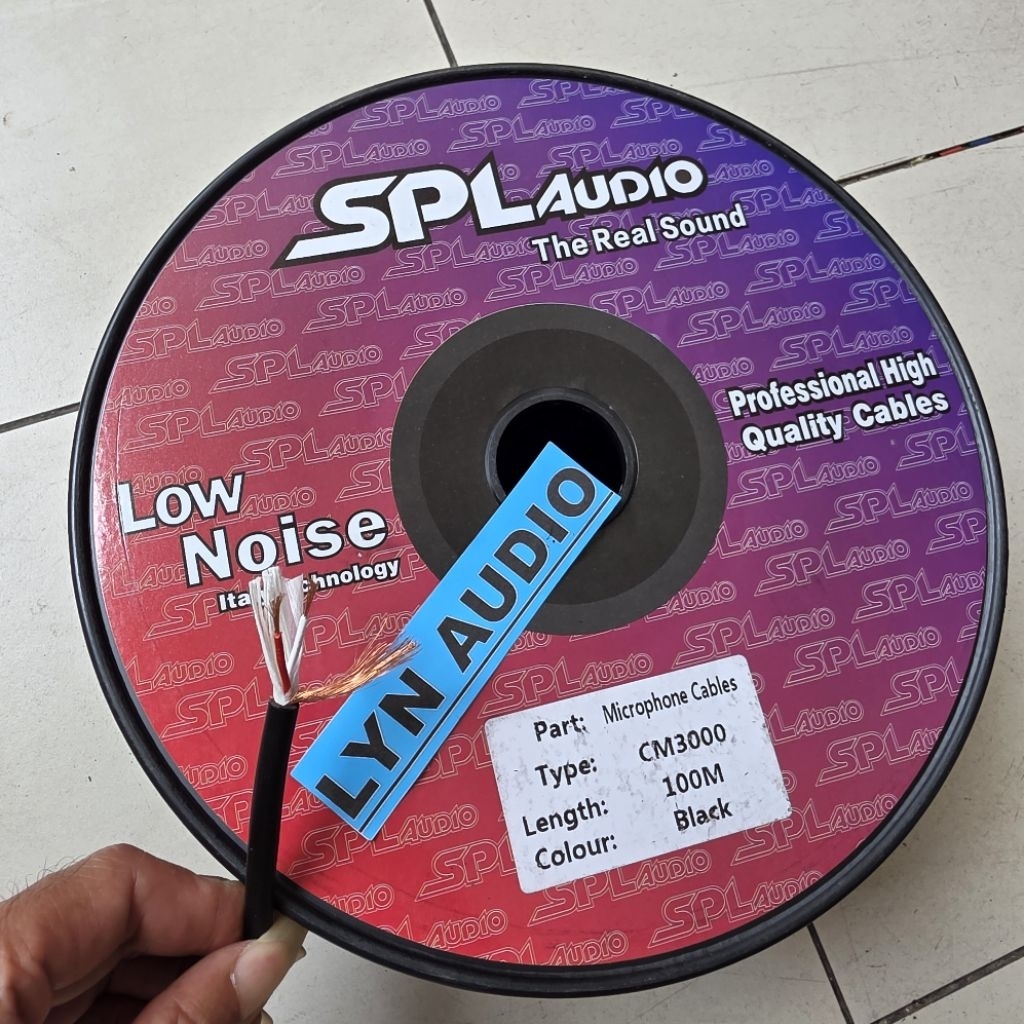 SPL AUDIO
The Real Sound
Professional High
Quality Cables
Low
Noise
LYN AUDIO
Part: Microphone Cables
Type: CM3000
Length: 100M
Colour: Black